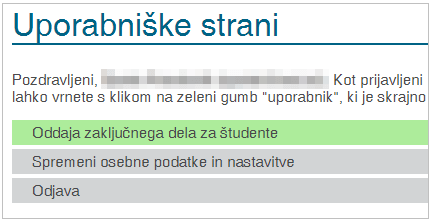 Uporabniške strani
Pozdravljeni, Kot prijavljeni
lahko vrnete s klikom na zeleni gumb "uporabnik", ki je skrajno
Oddaja zaključnega dela za študente
Spremeni osebne podatke in nastavitve
Odjava